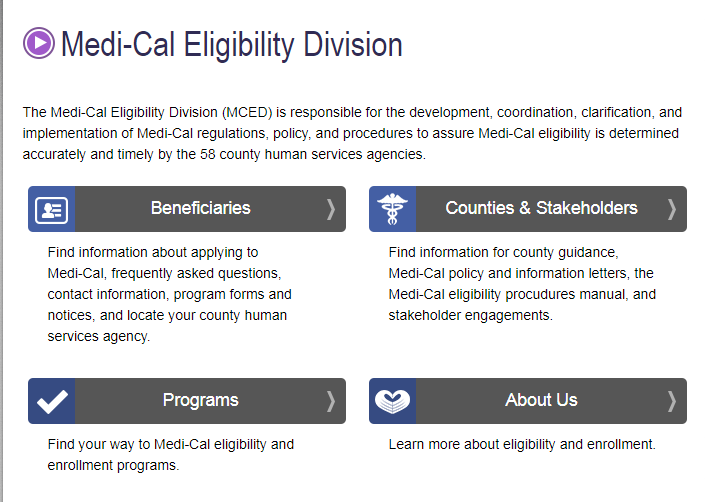 Medi-Cal Eligibility Division
The Medi-Cal Eligibility Division (MCED) is responsible for the development, coordination, clarification, and
implementation of Medi-Cal regulations, policy, and procedures to assure Medi-Cal eligibility is determined
accurately and timely by the 58 county human services agencies.
Beneficiaries
Find information about applying to
Medi-Cal, frequently asked questions,
contact information, program forms and
notices, and locate your county human
services agency.
Counties & Stakeholders
Find information for county guidance,
Medi-Cal policy and information letters, the
Medi-Cal eligibility procudures manual, and
stakeholder engagements.
Programs
Find your way to Medi-Cal eligibility and
enrollment programs.
About Us
Learn more about eligibility and enrollment.